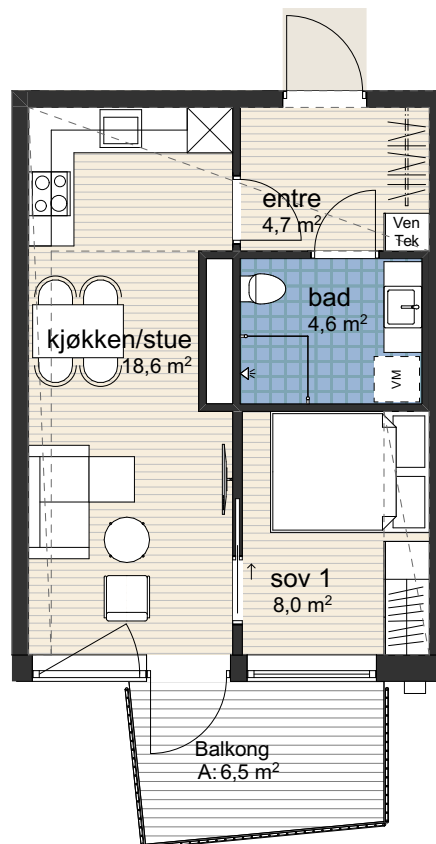 entre
4,7 m²
Ven
Tek
bad
4,6 m²
kjøkken/stue
18,6 m²
VM
sov 1
8,0 m²
Balkong
A: 6,5 m²